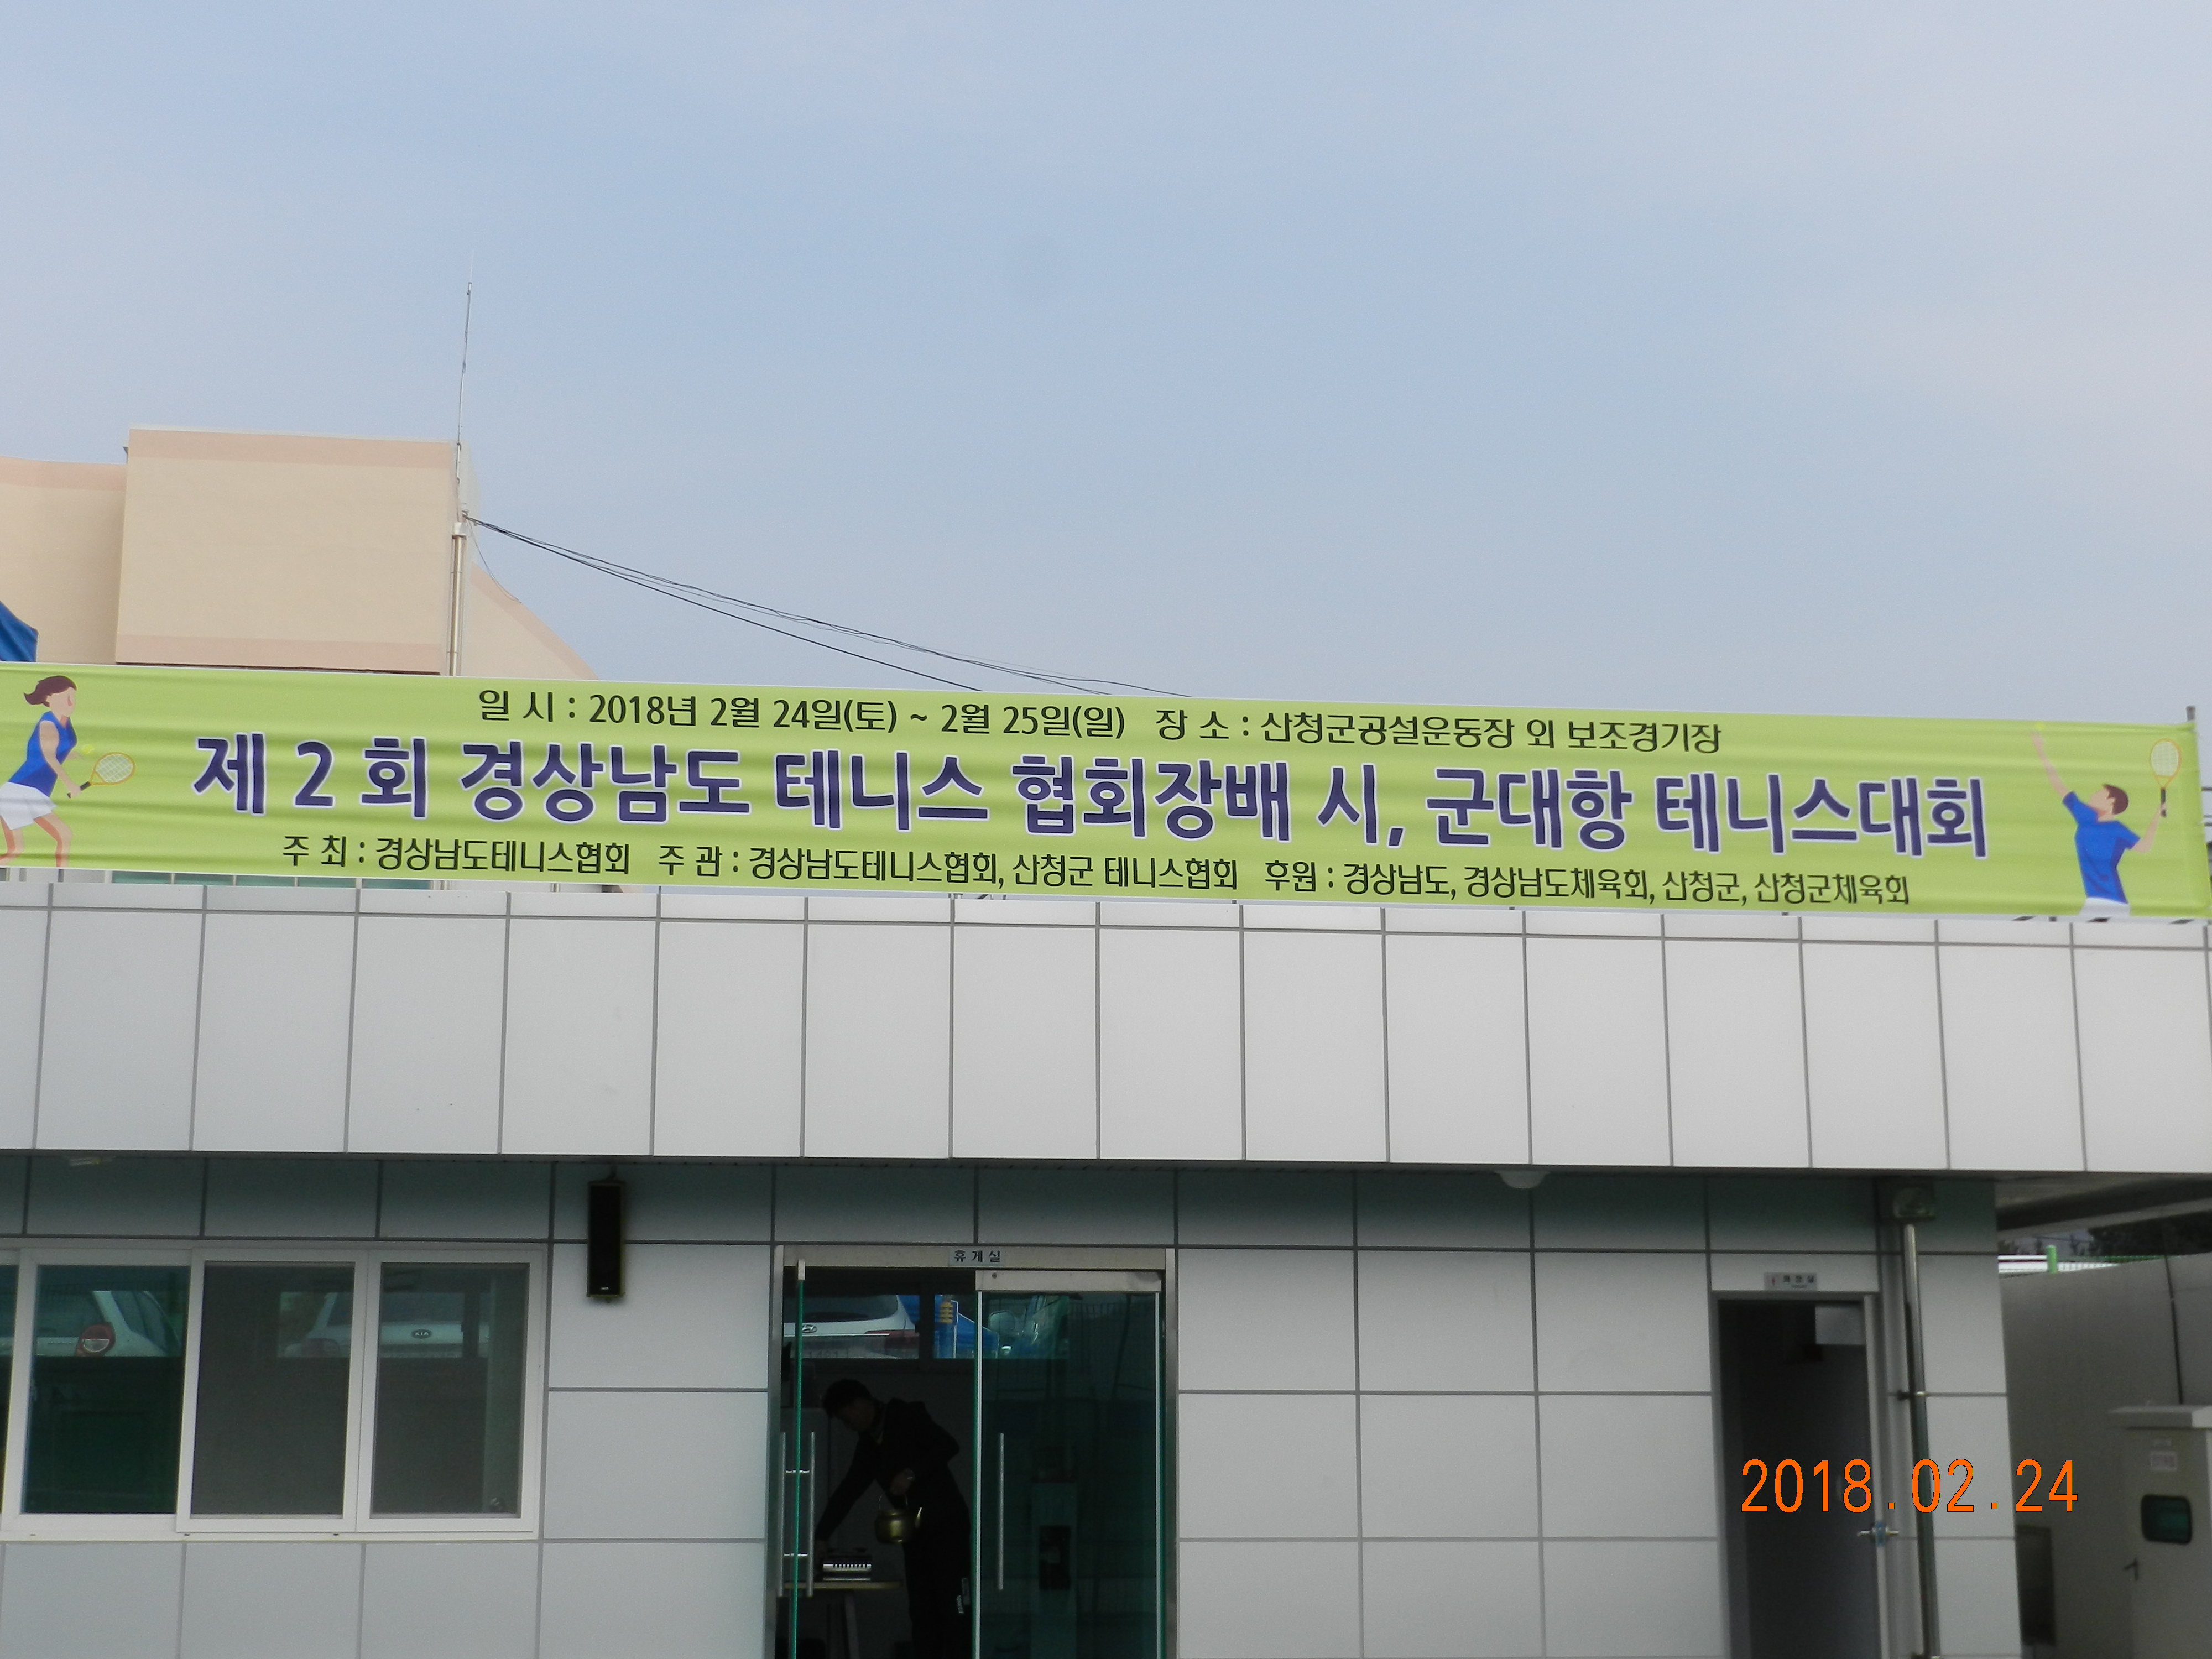 일 시 : 2018년 2월 24일(토) ~ 2월 25일(일) 장 소 : 산청군공설운동장 외 보조경기장
제 2 회 경상남도 테니스 협회장배 시, 군대항 테니스대회
주 최 : 경상남도테니스협회 주 관 : 경상남도테니스협회, 산청군 테니스협회 후원 : 경상남도, 경상남도체육회, 산청군, 산청군체육회
휴 게 실
KIA
2018.02.24